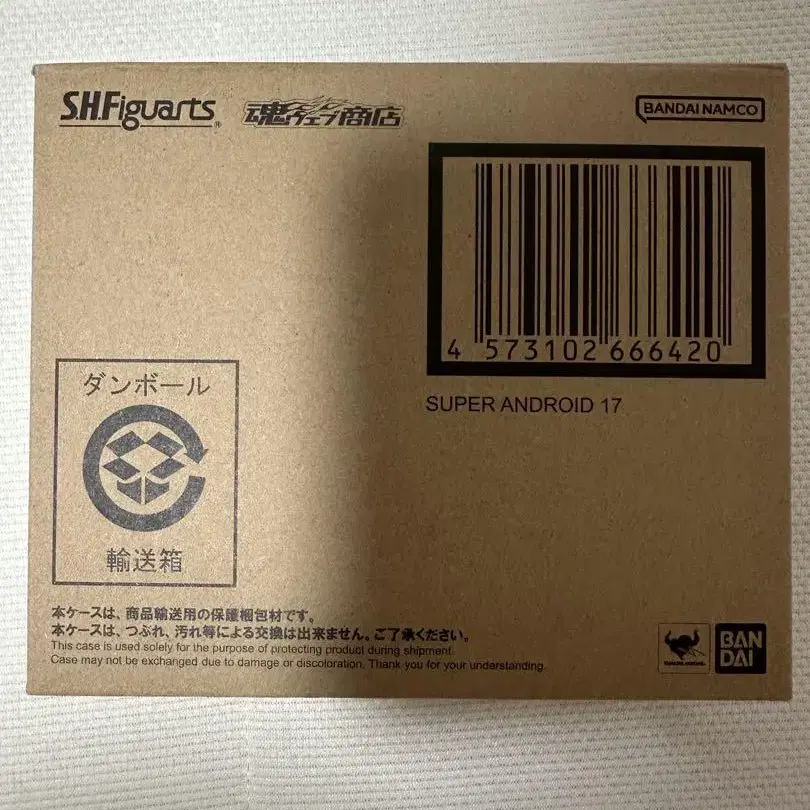 S.H.Figuarts®
魂ウェブ商店
BANDAI NAMCO
4 573102 666420
SUPER ANDROID 17
ダンボール
輸送箱
本ケースは、商品輸送用の保護梱包材です。
本ケースは、つぶれ、汚れ等による交換は出来ません。ご了承ください。
This case is used solely for the purpose of protecting product during shipment.
Case may not be exchanged due to damage or discoloration. Thank you for your understanding.
BAN
DAI